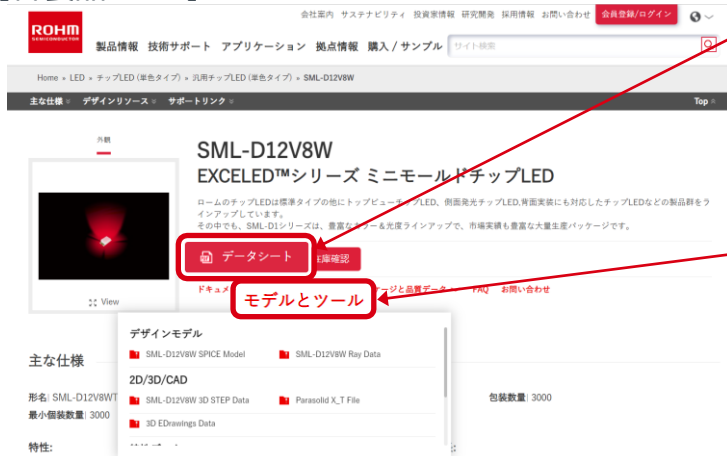 会社案内 サステナビリティ 投資家情報 研究開発 採用情報 お問い合わせ 会員登録/ログイン
ROHM
SEMICONDUCTOR
製品情報 技術サポート アプリケーション 拠点情報 購入 / サンプル サイト検索
Home » LED » チップLED (単色タイプ) » 汎用チップLED (単色タイプ) » SML-D12V8W
主な仕様 デザインリソース サポートリンク Top
外観
SML-D12V8W
EXCELED™シリーズ ミニモールドチップLED
ロームのチップLEDは標準タイプの他にトップビューチップLED、側面発光チップLED,背面実装にも対応したチップLEDなどの製品群をラ
インアップしています。
その中でも、SML-D1シリーズは、豊富なカラー&光度ラインアップで、市場実績も豊富な大量生産パッケージです。
データシート 在庫確認
ドキュメ モデルとツール ージと品質データ FAQ お問い合わせ
View
デザインモデル
SML-D12V8W SPICE Model SML-D12V8W Ray Data
主な仕様
2D/3D/CAD
形名| SML-D12V8WT SML-D12V8W 3D STEP Data Parasolid X_T File 包装数量| 3000
最小個装数量| 3000
3D EDrawings Data
特性: